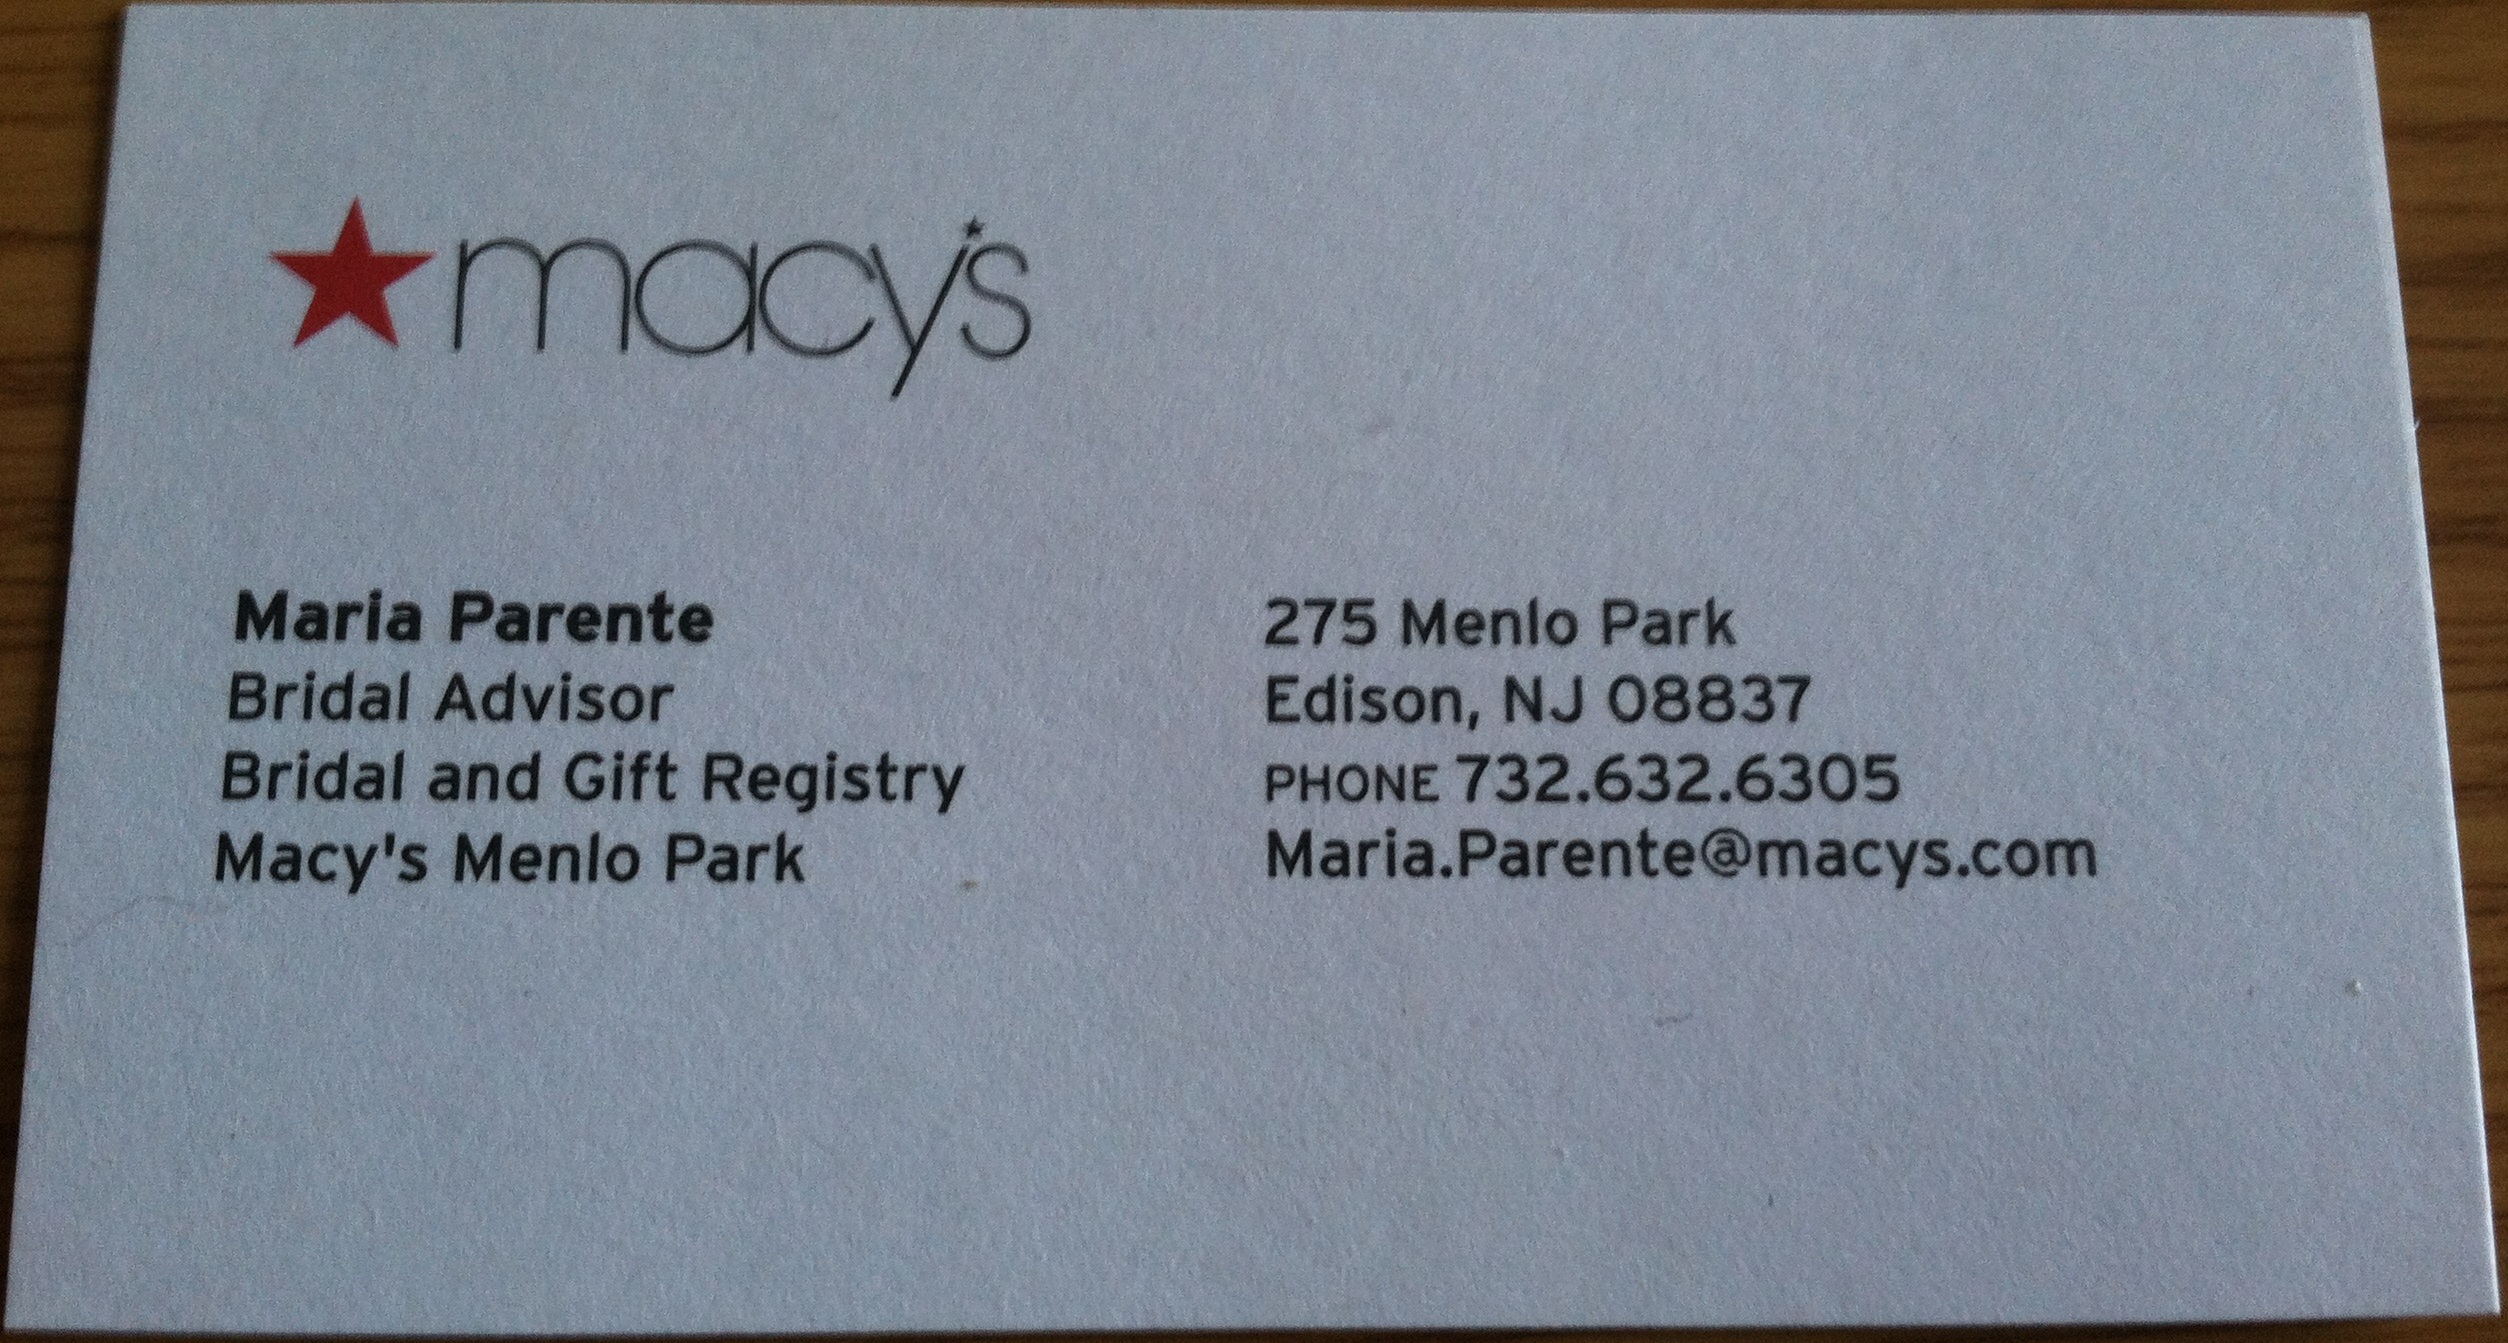 macy's
Maria Parente
Bridal Advisor
Bridal and Gift Registry
Macy's Menlo Park
275 Menlo Park
Edison, NJ 08837
PHONE 732.632.6305
Maria.Parente@macys.com